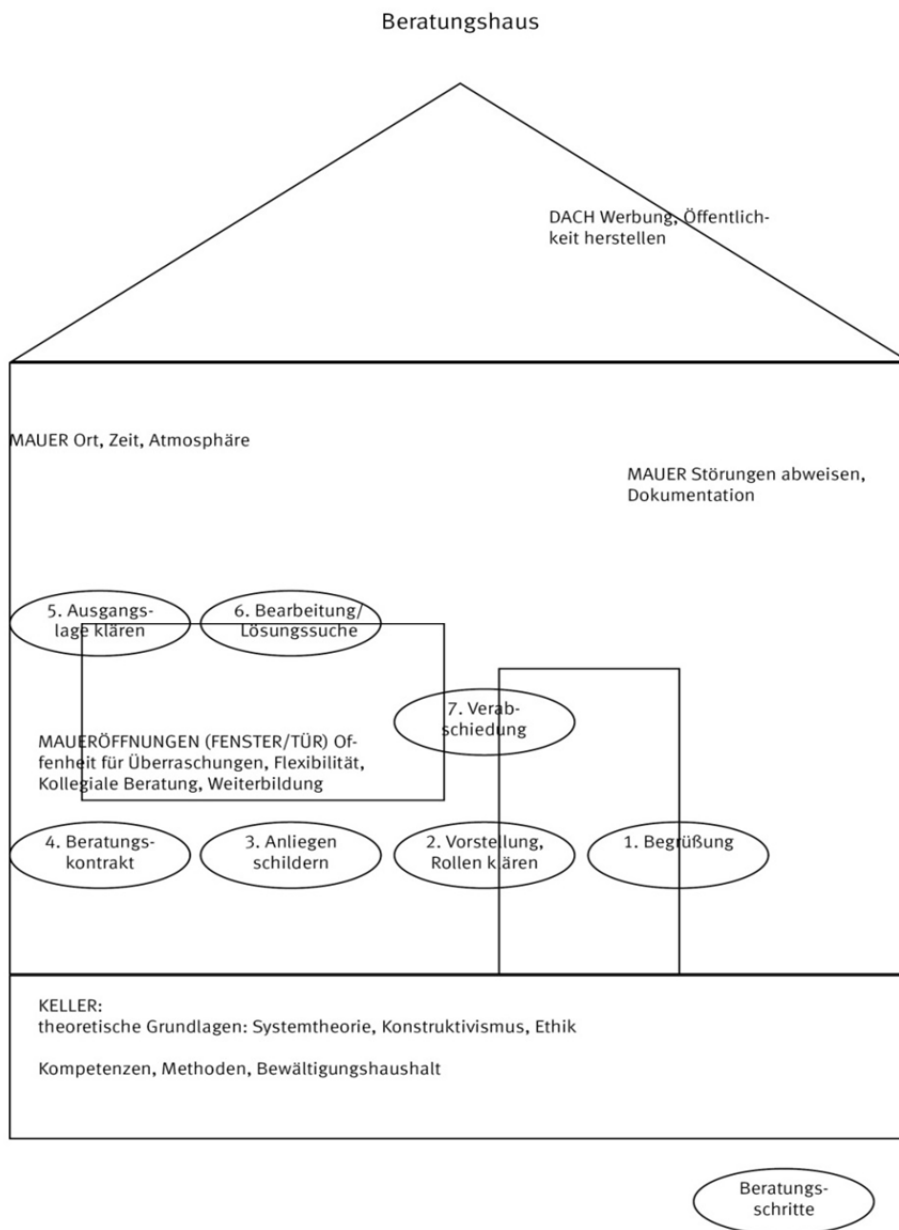 Beratungshaus
DACH Werbung, Öffentlich-
keit herstellen
MAUER Ort, Zeit, Atmosphäre
MAUER Störungen abweisen,
Dokumentation
5. Ausgangs-
lage klären
6. Bearbeitung/
Lösungssuche
7. Verab-
schiedung
MAUERÖFFNUNGEN (FENSTER/TÜR) Of-
fenheit für Überraschungen, Flexibilität,
Kollegiale Beratung, Weiterbildung
4. Beratungs-
kontrakt
3. Anliegen
schildern
2. Vorstellung,
Rollen klären
1. Begrüßung
KELLER:
theoretische Grundlagen: Systemtheorie, Konstruktivismus, Ethik
Kompetenzen, Methoden, Bewältigungshaushalt
Beratungs-
schritte